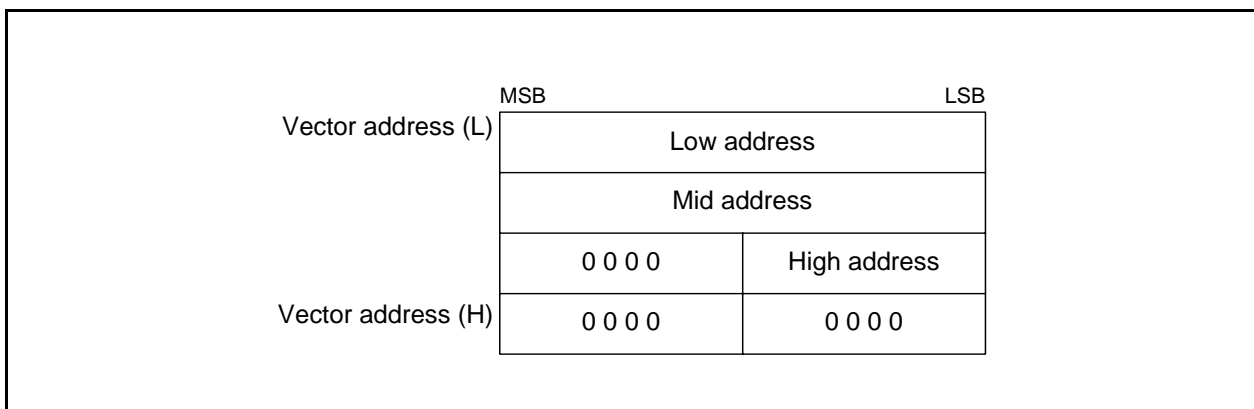 MSB LSB
Vector address (L) Low address
Mid address
0 0 0 0 High address
Vector address (H) 0 0 0 0 0 0 0 0